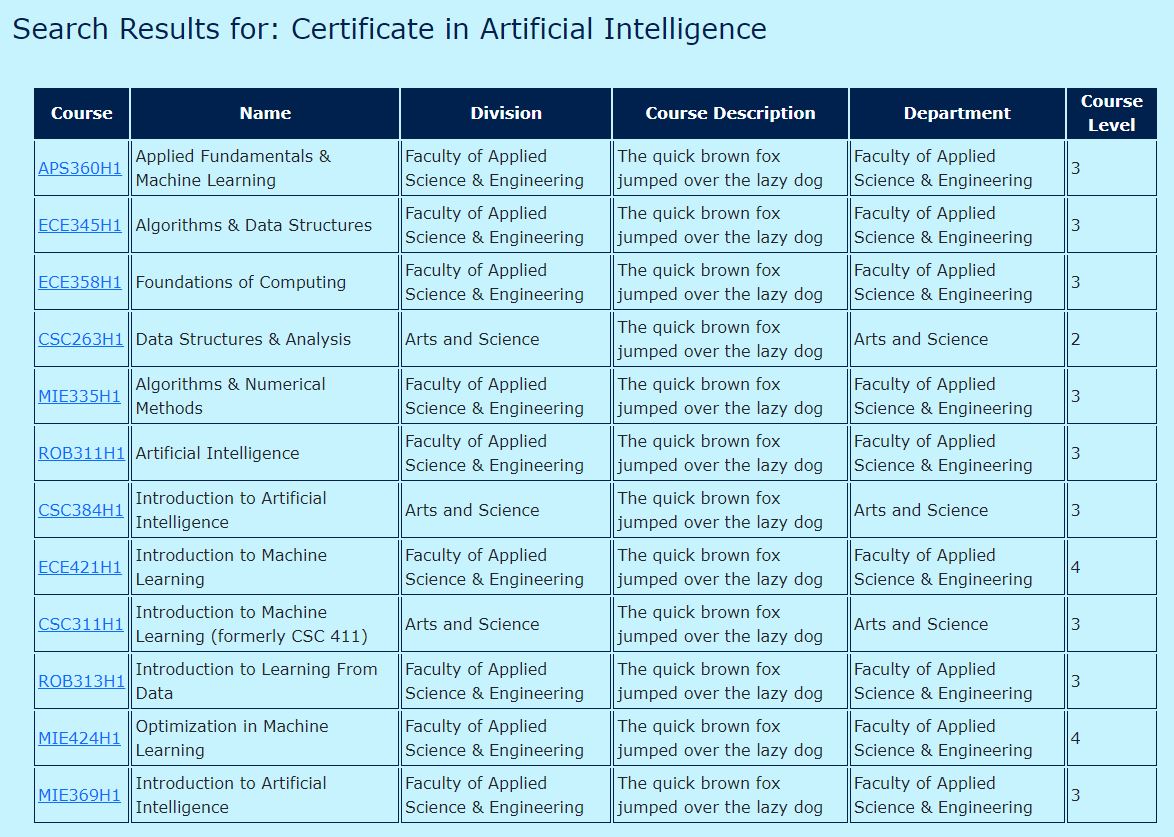 Search Results for: Certificate in Artificial Intelligence
Course Name Division Course Description Department Course Level
APS360H1 Applied Fundamentals & Machine Learning Faculty of Applied Science & Engineering The quick brown fox jumped over the lazy dog Faculty of Applied Science & Engineering 3
ECE345H1 Algorithms & Data Structures Faculty of Applied Science & Engineering The quick brown fox jumped over the lazy dog Faculty of Applied Science & Engineering 3
ECE358H1 Foundations of Computing Faculty of Applied Science & Engineering The quick brown fox jumped over the lazy dog Faculty of Applied Science & Engineering 3
CSC263H1 Data Structures & Analysis Arts and Science The quick brown fox jumped over the lazy dog Arts and Science 2
MIE335H1 Algorithms & Numerical Methods Faculty of Applied Science & Engineering The quick brown fox jumped over the lazy dog Faculty of Applied Science & Engineering 3
ROB311H1 Artificial Intelligence Faculty of Applied Science & Engineering The quick brown fox jumped over the lazy dog Faculty of Applied Science & Engineering 3
CSC384H1 Introduction to Artificial Intelligence Arts and Science The quick brown fox jumped over the lazy dog Arts and Science 3
ECE421H1 Introduction to Machine Learning Faculty of Applied Science & Engineering The quick brown fox jumped over the lazy dog Faculty of Applied Science & Engineering 4
CSC311H1 Introduction to Machine Learning (formerly CSC 411) Arts and Science The quick brown fox jumped over the lazy dog Arts and Science 3
ROB313H1 Introduction to Learning From Data Faculty of Applied Science & Engineering The quick brown fox jumped over the lazy dog Faculty of Applied Science & Engineering 3
MIE424H1 Optimization in Machine Learning Faculty of Applied Science & Engineering The quick brown fox jumped over the lazy dog Faculty of Applied Science & Engineering 4
MIE369H1 Introduction to Artificial Intelligence Faculty of Applied Science & Engineering The quick brown fox jumped over the lazy dog Faculty of Applied Science & Engineering 3